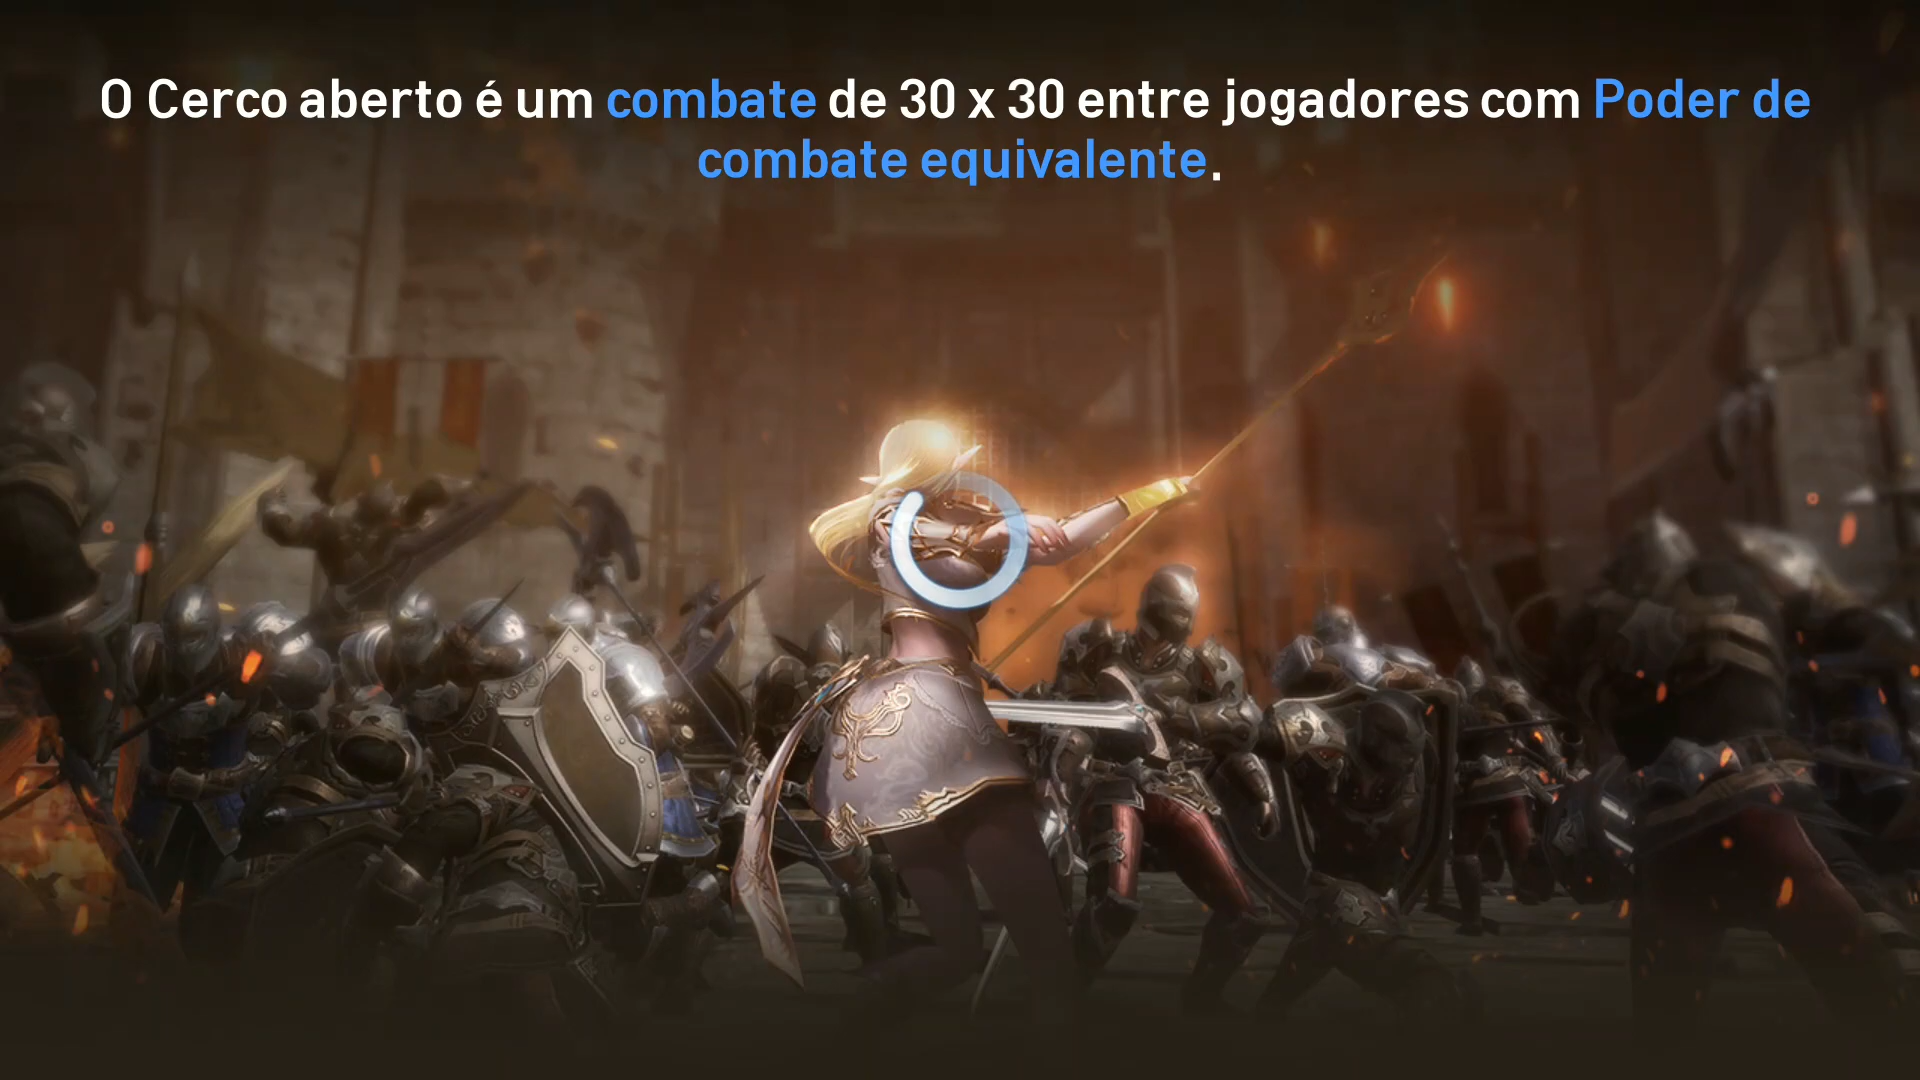 O Cerco aberto é um combate de 30 x 30 entre jogadores com Poder de
combate equivalente.